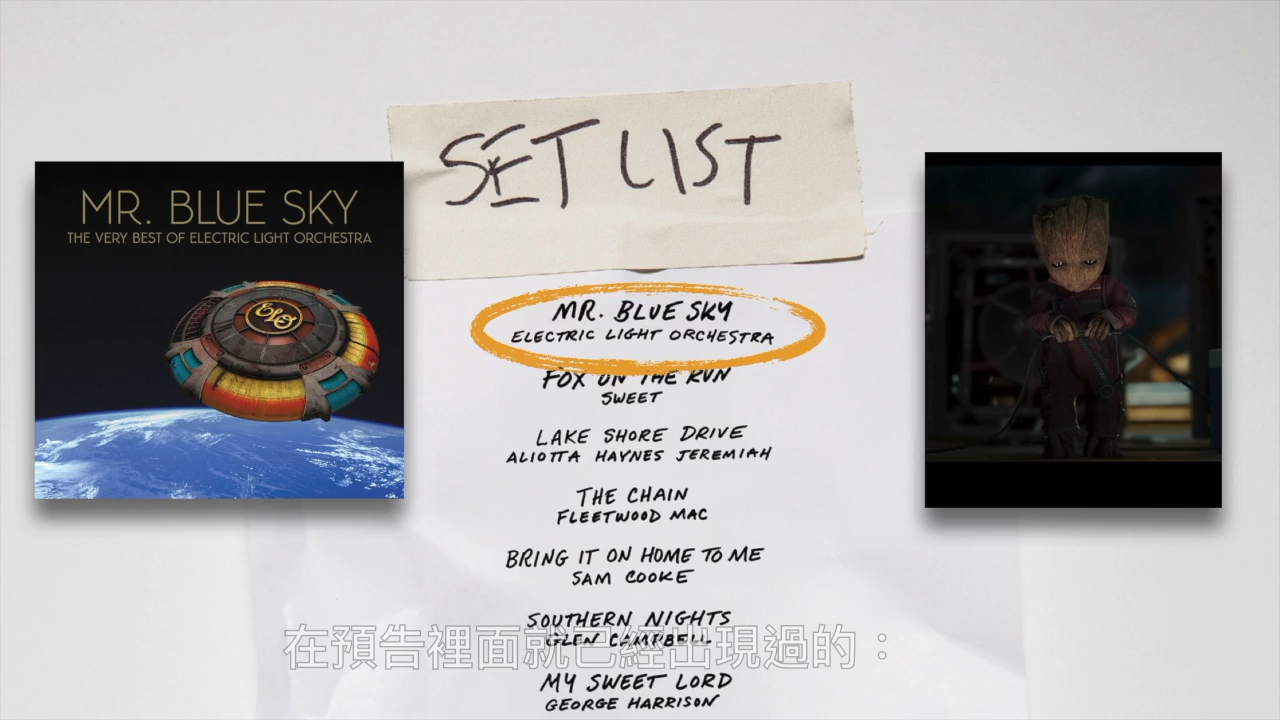 SET LIST
MR. BLUE SKY
THE VERY BEST OF ELECTRIC LIGHT ORCHESTRA
ELO
MR. BLUE SKY
ELECTRIC LIGHT ORCHESTRA
FOX ON THE RUN
SWEET
LAKE SHORE DRIVE
ALIOTTA HAYNES JEREMIAH
THE CHAIN
FLEETWOOD MAC
BRING IT ON HOME TO ME
SAM COOKE
SOUTHERN NIGHTS
GLEN CAMPBELL
在預告裡面就已經出現過的：
MY SWEET LORD
GEORGE HARRISON